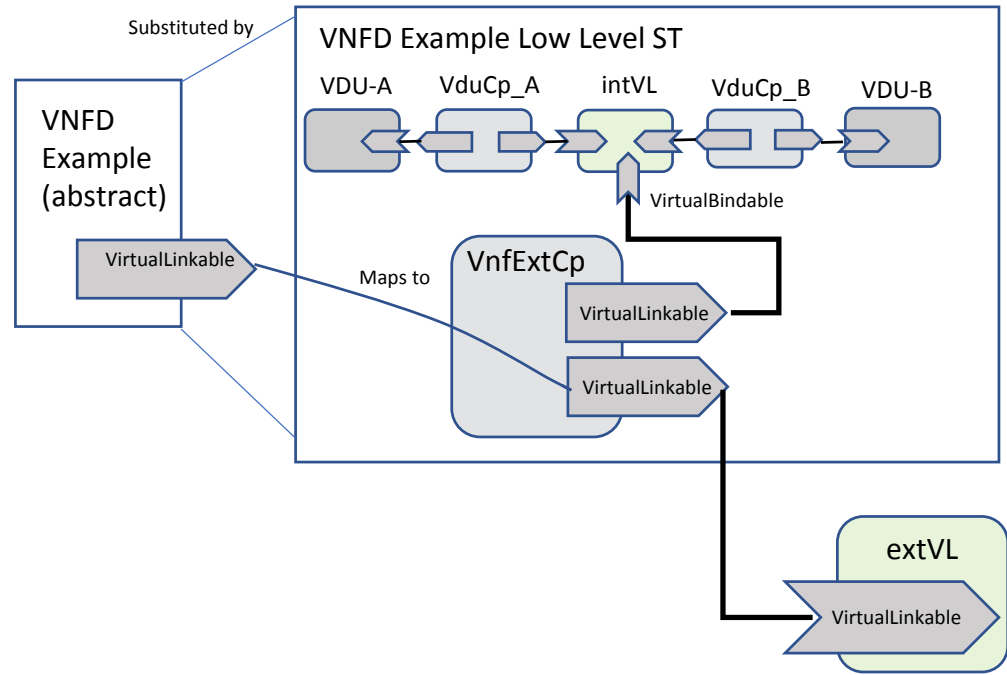 Substituted by
VNFD Example Low Level ST
VDU-A
VduCp_A
intVL
VduCp_B
VDU-B
VNFD
Example
(abstract)
VirtualBindable
VirtualLinkable
Maps to
VnfExtCp
VirtualLinkable
VirtualLinkable
extVL
VirtualLinkable